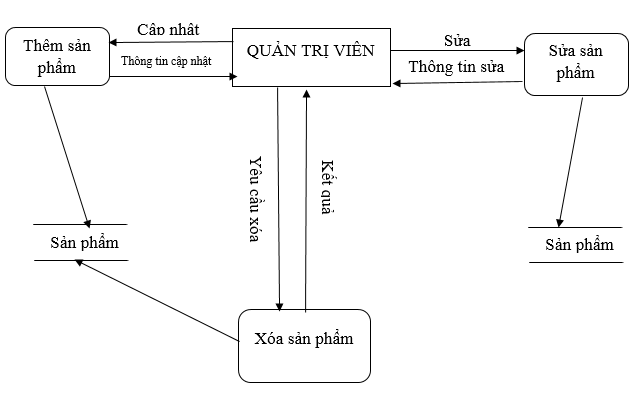 Cập nhật
Thêm sản
phẩm
Thông tin cập nhật
QUẢN TRỊ VIÊN
Sửa
Thông tin sửa
Sửa sản
phẩm
Yêu cầu xóa
Kết quả
Sản phẩm
Sản phẩm
Xóa sản phẩm